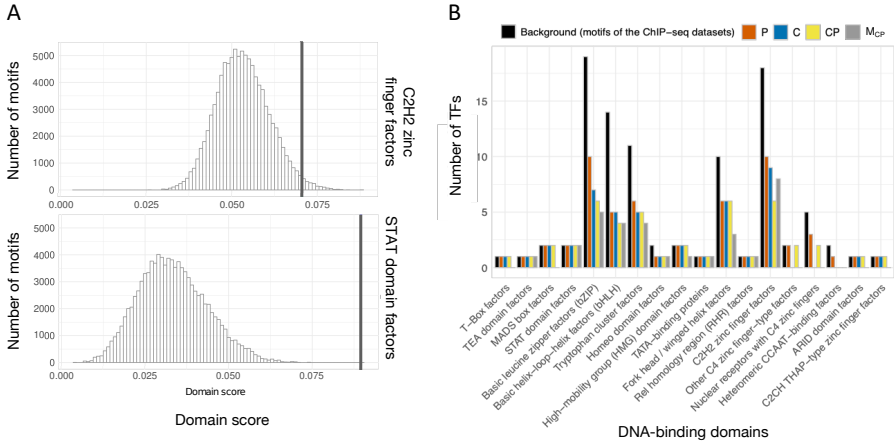 A
Number of motifs
5000
4000
3000
2000
1000
0
0.000
0.025
0.050
0.075
C2H2 zinc
finger factors
Number of motifs
5000
4000
3000
2000
1000
0
0.000
0.025
0.050
0.075
STAT domain factors
Domain score
Domain score
B
Background (motifs of the ChIP−seq datasets) P C CP MCP
Number of TFs
15
10
5
0
T−Box factors
TEA domain factors
MADS box factors
STAT domain factors
Basic leucine zipper factors (bZIP)
Basic helix−loop−helix factors (bHLH)
Tryptophan cluster factors
Homeo domain factors
High−mobility group (HMG) domain factors
TATA−binding proteins
Fork head / winged helix factors
Rel homology region (RHR) factors
C2H2 zinc finger factors
Other C4 zinc finger−type factors
Nuclear receptors with C4 zinc fingers
Heteromeric CCAAT−binding factors
ARID domain factors
C2CH THAP−type zinc finger factors
DNA-binding domains